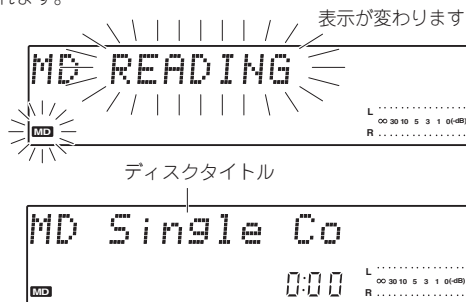 れます。
表示が変わります
MD READING
L
∞ 30 10 5 3 1 0(-dB)
R
MD
ディスクタイトル
MD Single Co
0:00
L
∞ 30 10 5 3 1 0(-dB)
R
MD